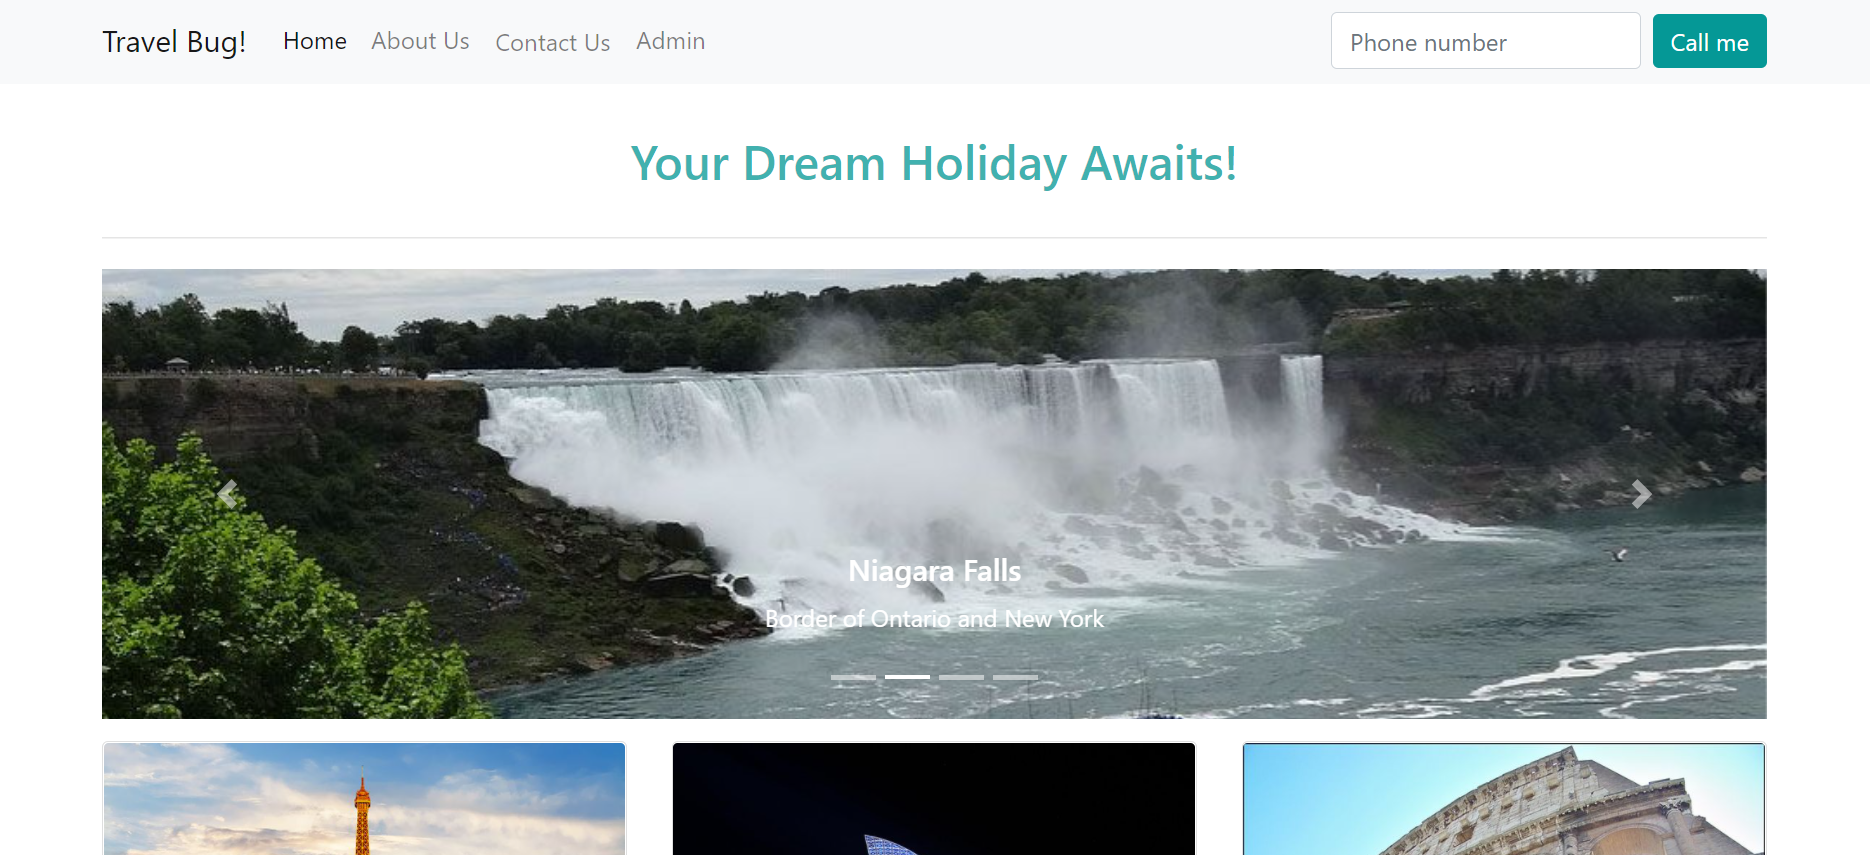 Travel Bug! Home About Us Contact Us Admin Phone number Call me
Your Dream Holiday Awaits!
Niagara Falls
Border of Ontario and New York